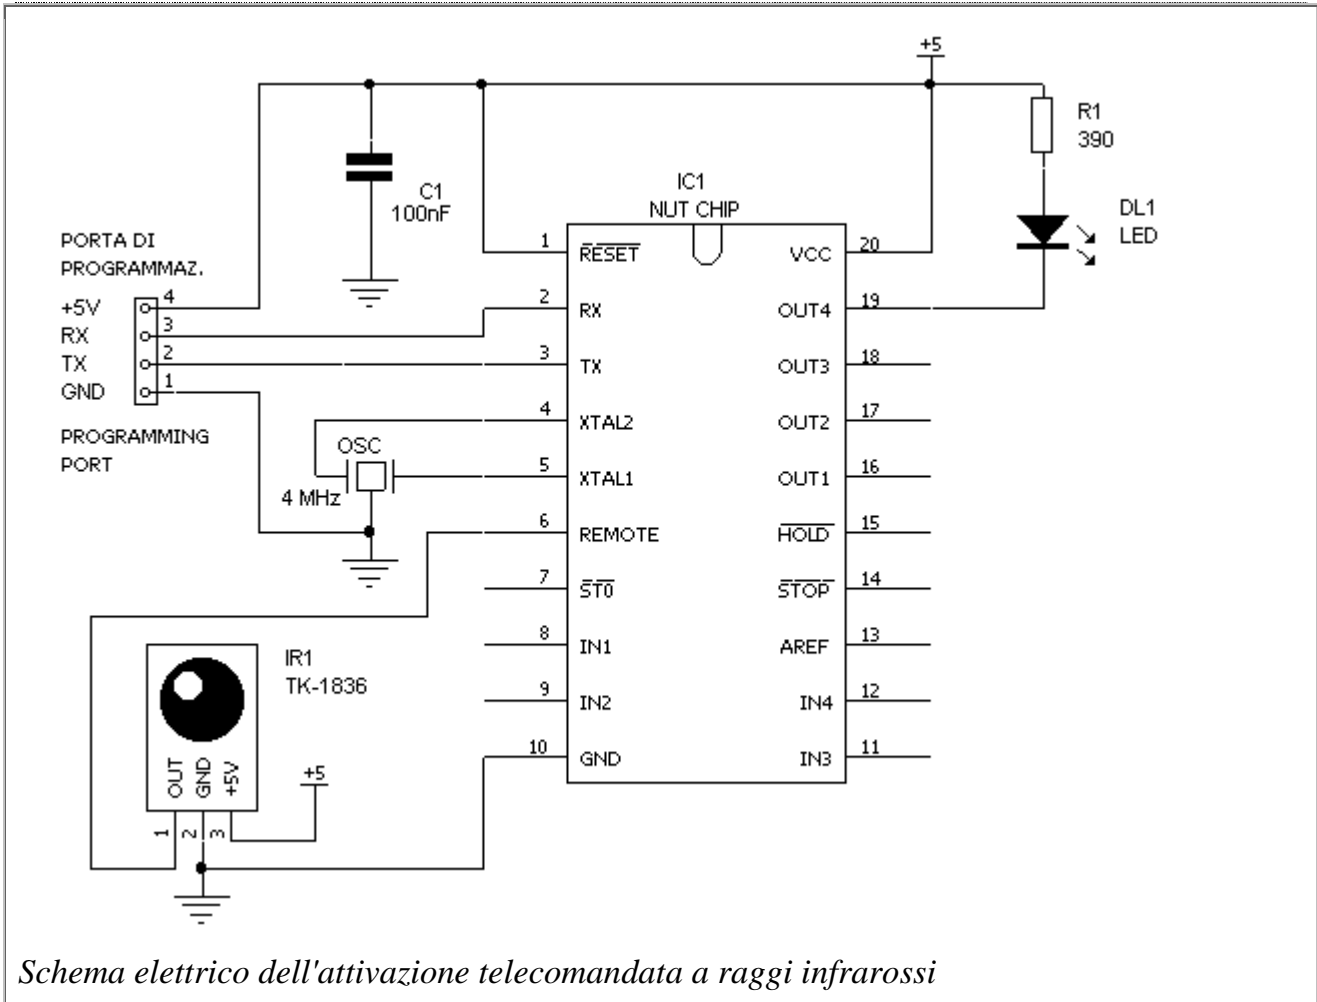 +5
R1
390
C1
100nF
IC1
NUT CHIP
DL1
LED
PORTA DI
PROGRAMMAZ.
+5V 4
RX 3
TX 2
GND 1
PROGRAMMING
PORT
OSC
4 MHz
1 RESET
2 RX
3 TX
4 XTAL2
5 XTAL1
6 REMOTE
7 ST0
8 IN1
9 IN2
10 GND
VCC 20
OUT4 19
OUT3 18
OUT2 17
OUT1 16
HOLD 15
STOP 14
AREF 13
IN4 12
IN3 11
IR1
TK-1836
OUT
GND
+5V
1
2
3
+5
Schema elettrico dell'attivazione telecomandata a raggi infrarossi